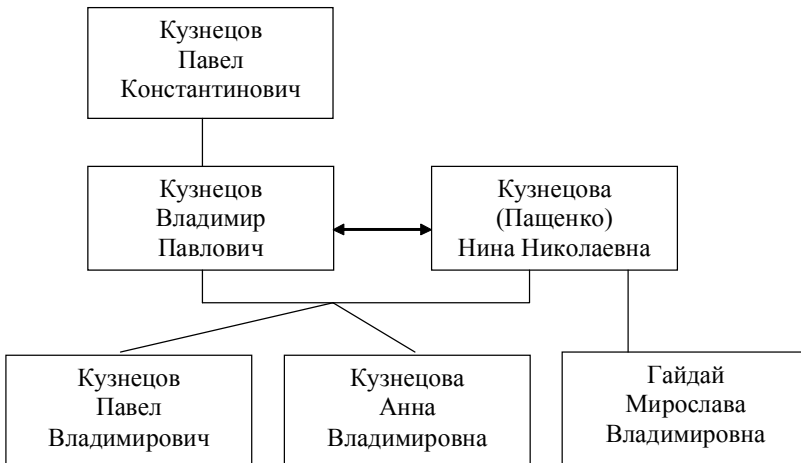 Кузнецов
Павел
Константинович
Кузнецов
Владимир
Павлович
Кузнецова
(Пащенко)
Нина Николаевна
Кузнецов
Павел
Владимирович
Кузнецова
Анна
Владимировна
Гайдай
Мирослава
Владимировна